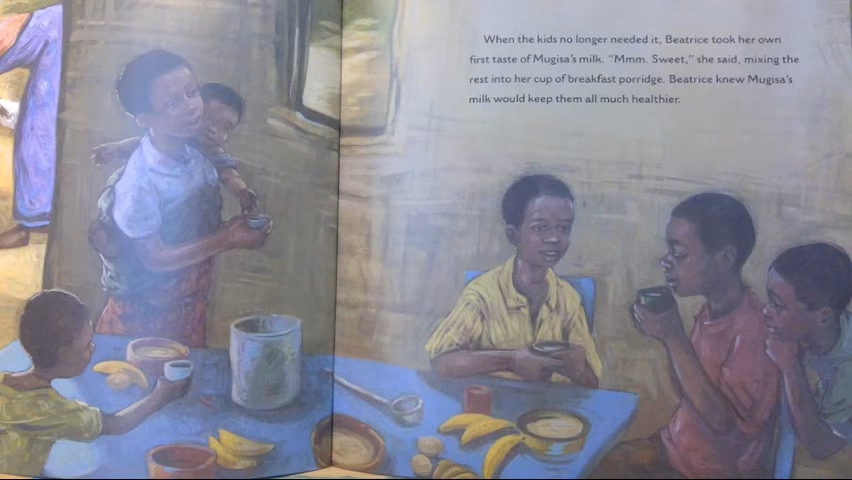 When the kids no longer needed it, Beatrice took her own
first taste of Mugisa's milk. "Mmm. Sweet," she said, mixing the
rest into her cup of breakfast porridge. Beatrice knew Mugisa's
milk would keep them all much healthier.